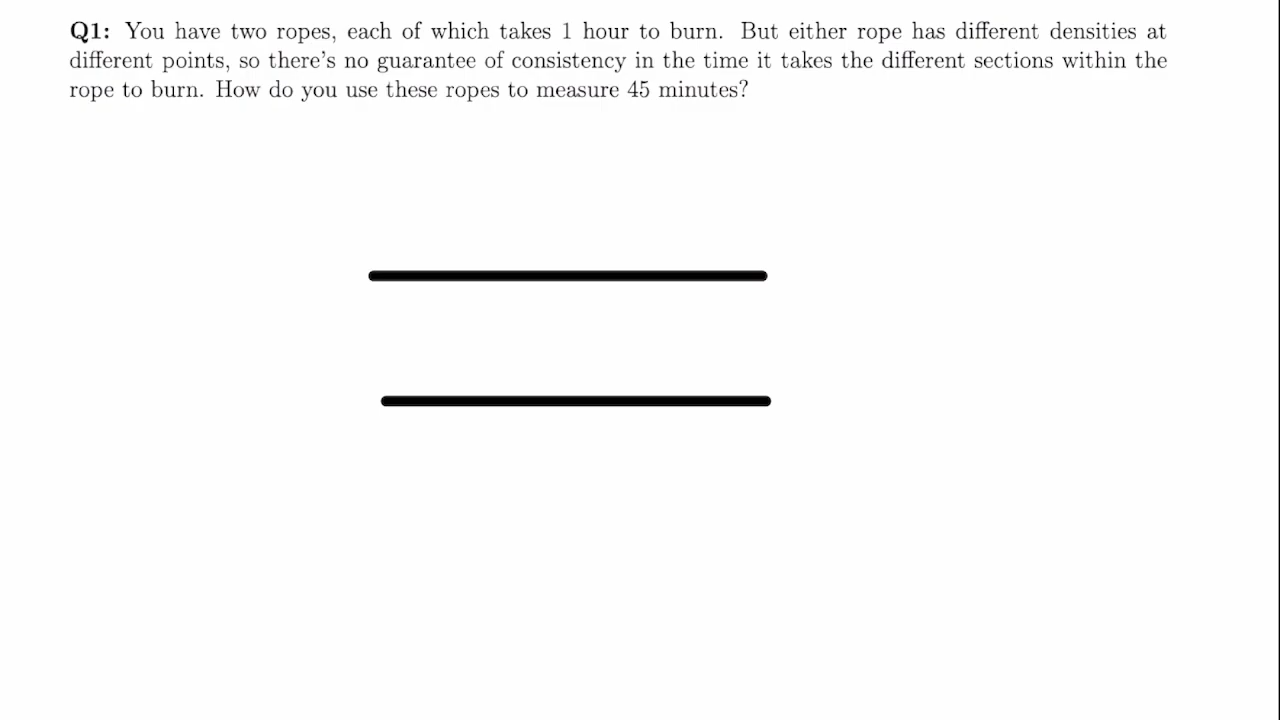 Q1: You have two ropes, each of which takes 1 hour to burn. But either rope has different densities at
different points, so there's no guarantee of consistency in the time it takes the different sections within the
rope to burn. How do you use these ropes to measure 45 minutes?